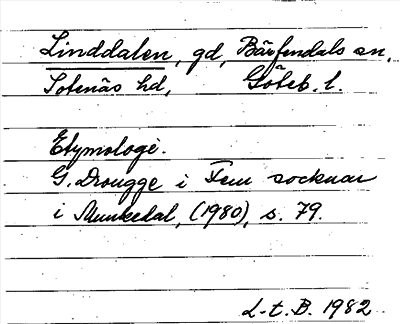 Linddalen, gd, Bärfendals sn,
Sotenäs hd, Göteb. l.
Etymologi.
G. Drougge i Fem socknar
i Munkedal, (1980), s. 79.
L-t. B. 1982